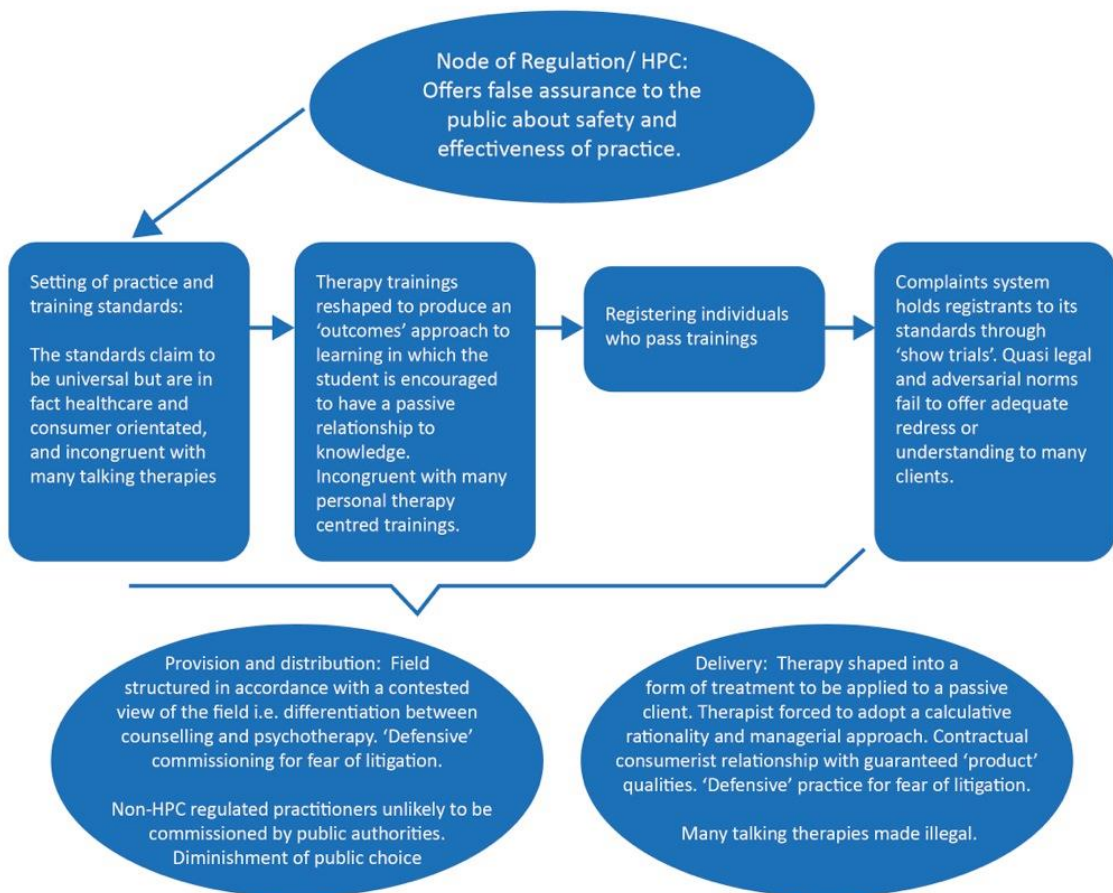 Node of Regulation/ HPC:
Offers false assurance to the
public about safety and
effectiveness of practice.
Setting of practice and
training standards:
The standards claim to
be universal but are in
fact healthcare and
consumer orientated,
and incongruent with
many talking therapies
Therapy trainings
reshaped to produce an
‘outcomes’ approach to
learning in which the
student is encouraged
to have a passive
relationship to
knowledge.
Incongruent with many
personal therapy
centred trainings.
Registering individuals
who pass trainings
Complaints system
holds registrants to its
standards through
‘show trials’. Quasi legal
and adversarial norms
fail to offer adequate
redress or
understanding to many
clients.
Provision and distribution: Field
structured in accordance with a contested
view of the field i.e. differentiation between
counselling and psychotherapy. ‘Defensive’
commissioning for fear of litigation.
Non-HPC regulated practitioners unlikely to be
commissioned by public authorities.
Diminishment of public choice
Delivery: Therapy shaped into a
form of treatment to be applied to a passive
client. Therapist forced to adopt a calculative
rationality and managerial approach. Contractual
consumerist relationship with guaranteed ‘product’
qualities. ‘Defensive’ practice for fear of litigation.
Many talking therapies made illegal.